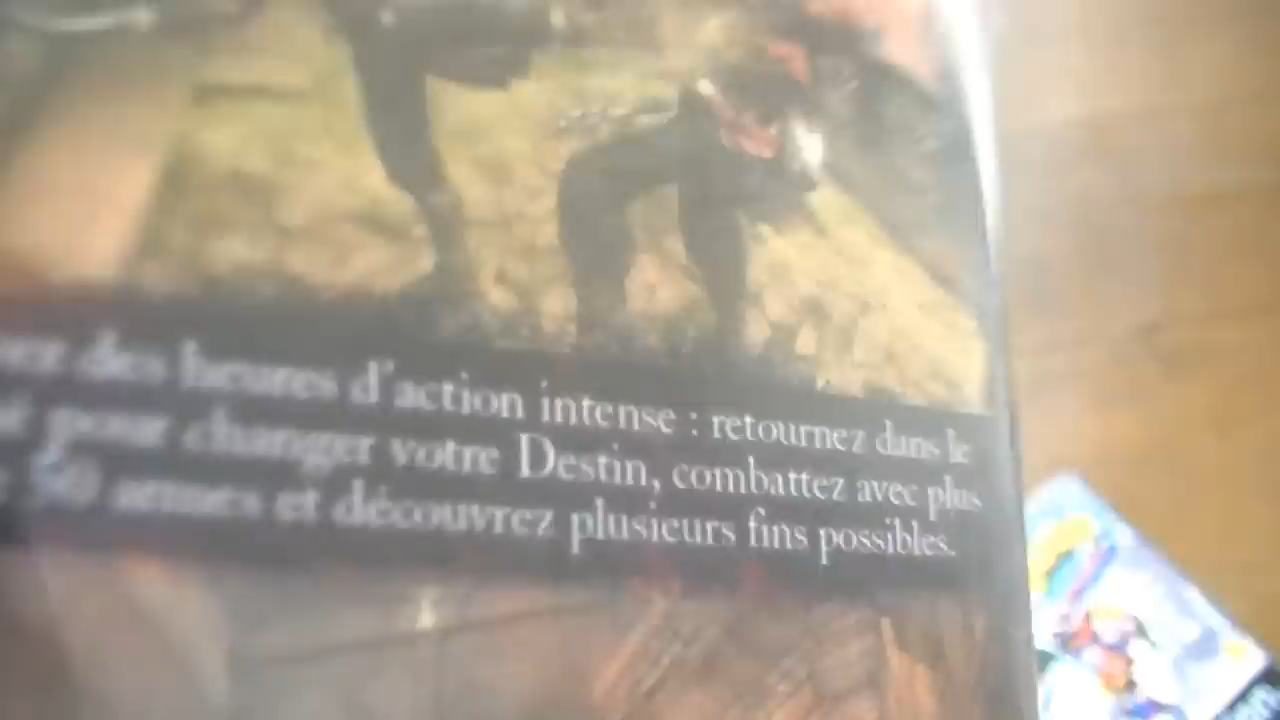 des heures d'action intense : retournez dans le
pour changer votre Destin, combattez avec plus
50 armes et découvrez plusieurs fins possibles.